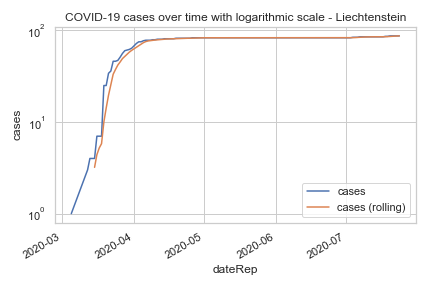 COVID-19 cases over time with logarithmic scale - Liechtenstein
10²
10¹
10⁰
cases
cases
cases (rolling)
2020-03
2020-04
2020-05
2020-06
2020-07
dateRep